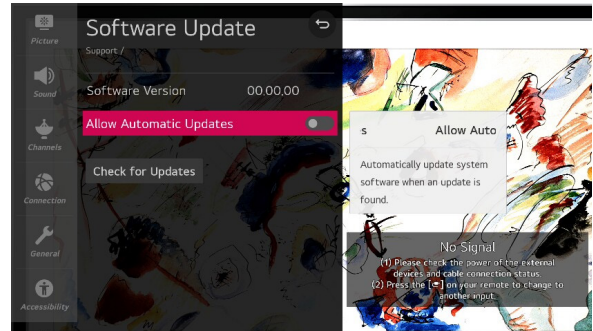 Software Update
Support /
Picture
Sound
Channels
Connection
General
Accessibility
Software Version 00.00,00
Allow Automatic Updates
Check for Updates
s Allow Auto
Automatically update system
software when an update is
found.
No Signal
(1) Please check the power of the external
devices and cable connection status.
(2) Press the [ ] on your remote to change to
another input.